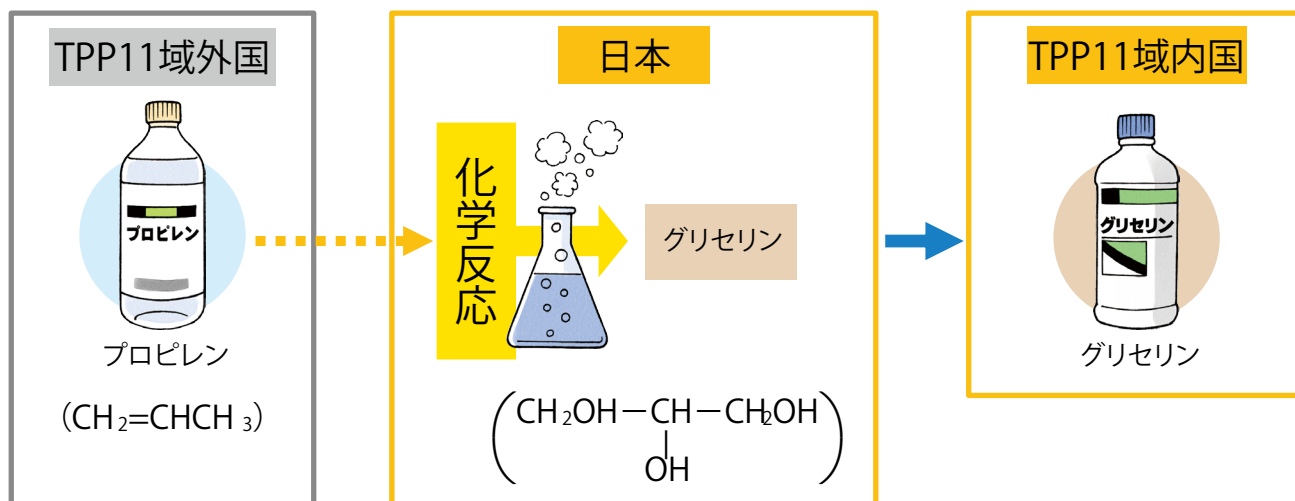 TPP11域外国
プロピレン
プロピレン
(CH₂=CHCH₃)
日本
化学反応
グリセリン
(CH₂OH－CH－CH₂OH)
OH
TPP11域内国
グリセリン
グリセリン